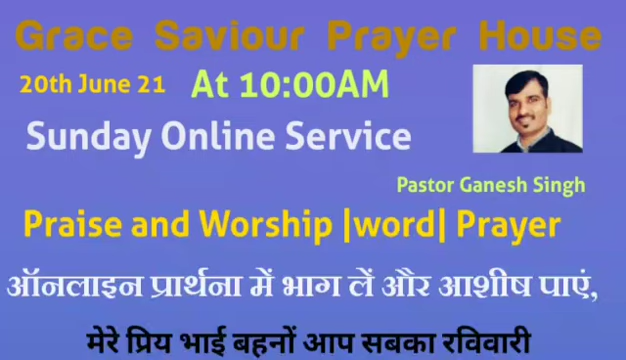 Grace Saviour Prayer House
20th June 21 At 10:00AM
Sunday Online Service
Pastor Ganesh Singh
Praise and Worship |word| Prayer
ऑनलाइन प्रार्थना में भाग लें और आशीष पाएं,
मेरे प्रिय भाई बहनों आप सबका रविवारी